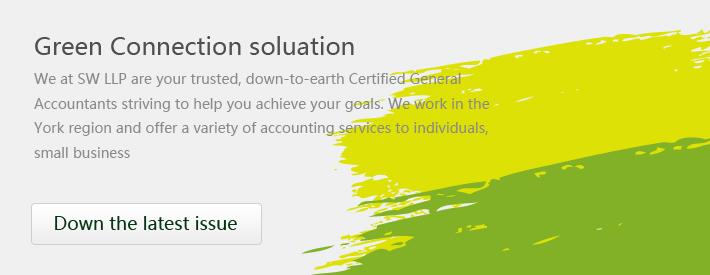 Green Connection soluation
We at SW LLP are your trusted, down-to-earth Certified General
Accountants striving to help you achieve your goals. We work in the
York region and offer a variety of accounting services to individuals,
small business
Down the latest issue